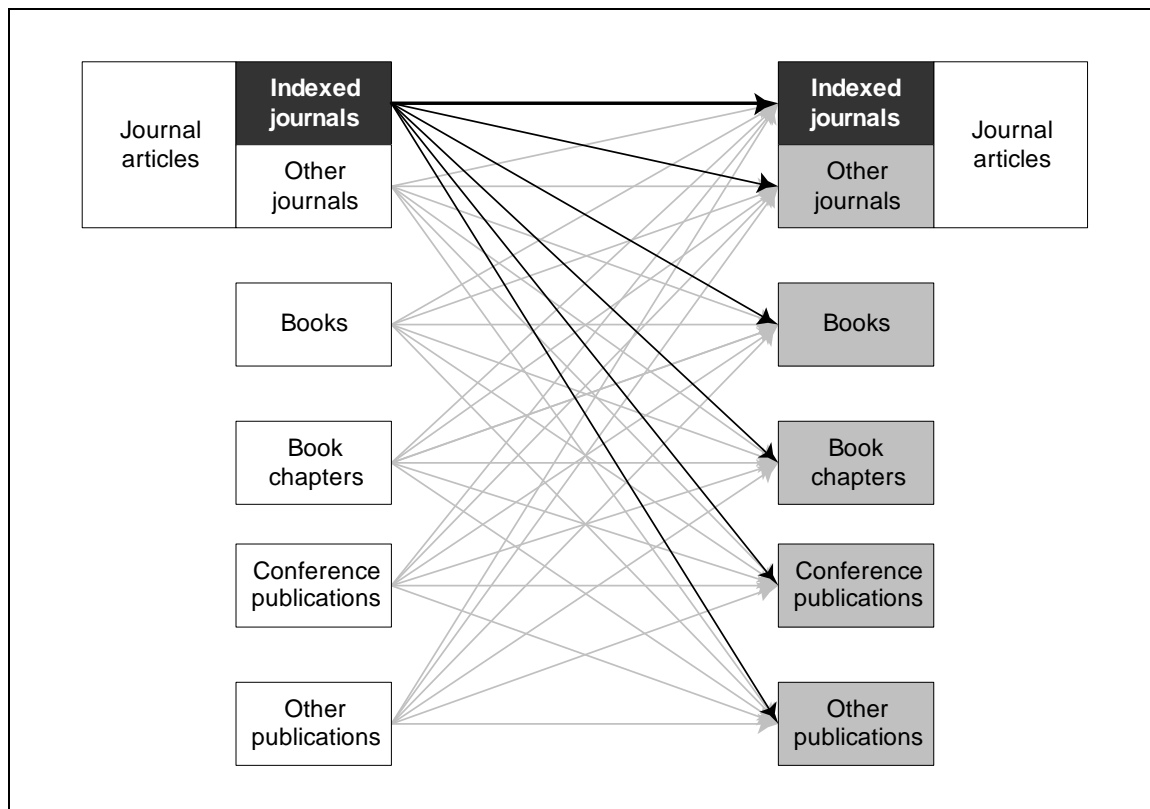 Journal
articles
Indexed
journals
Other
journals
Books
Book
chapters
Conference
publications
Other
publications
Indexed
journals
Other
journals
Journal
articles
Books
Book
chapters
Conference
publications
Other
publications